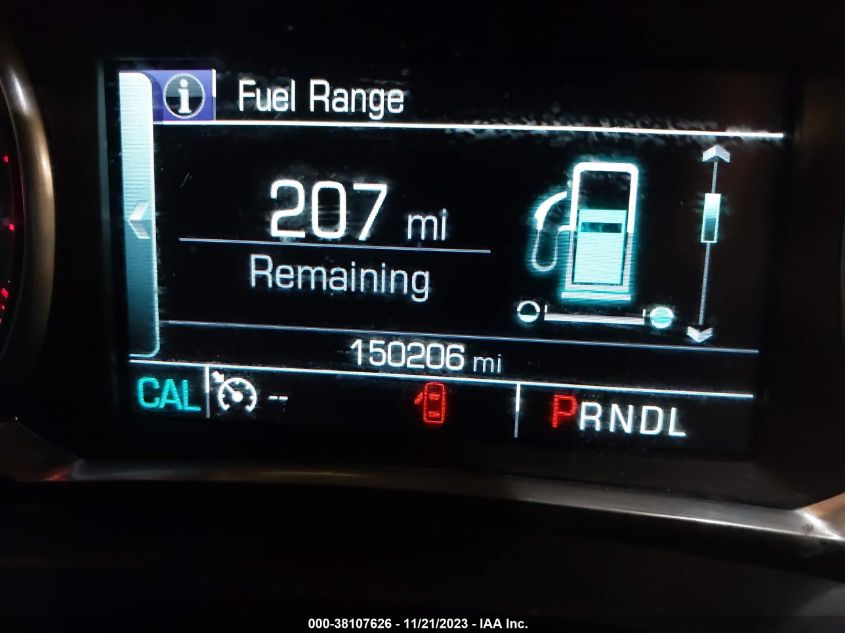 i Fuel Range
207 mi
Remaining
150206 mi
CAL -- PRNDL
000-38107626 - 11/21/2023 - IAA Inc.